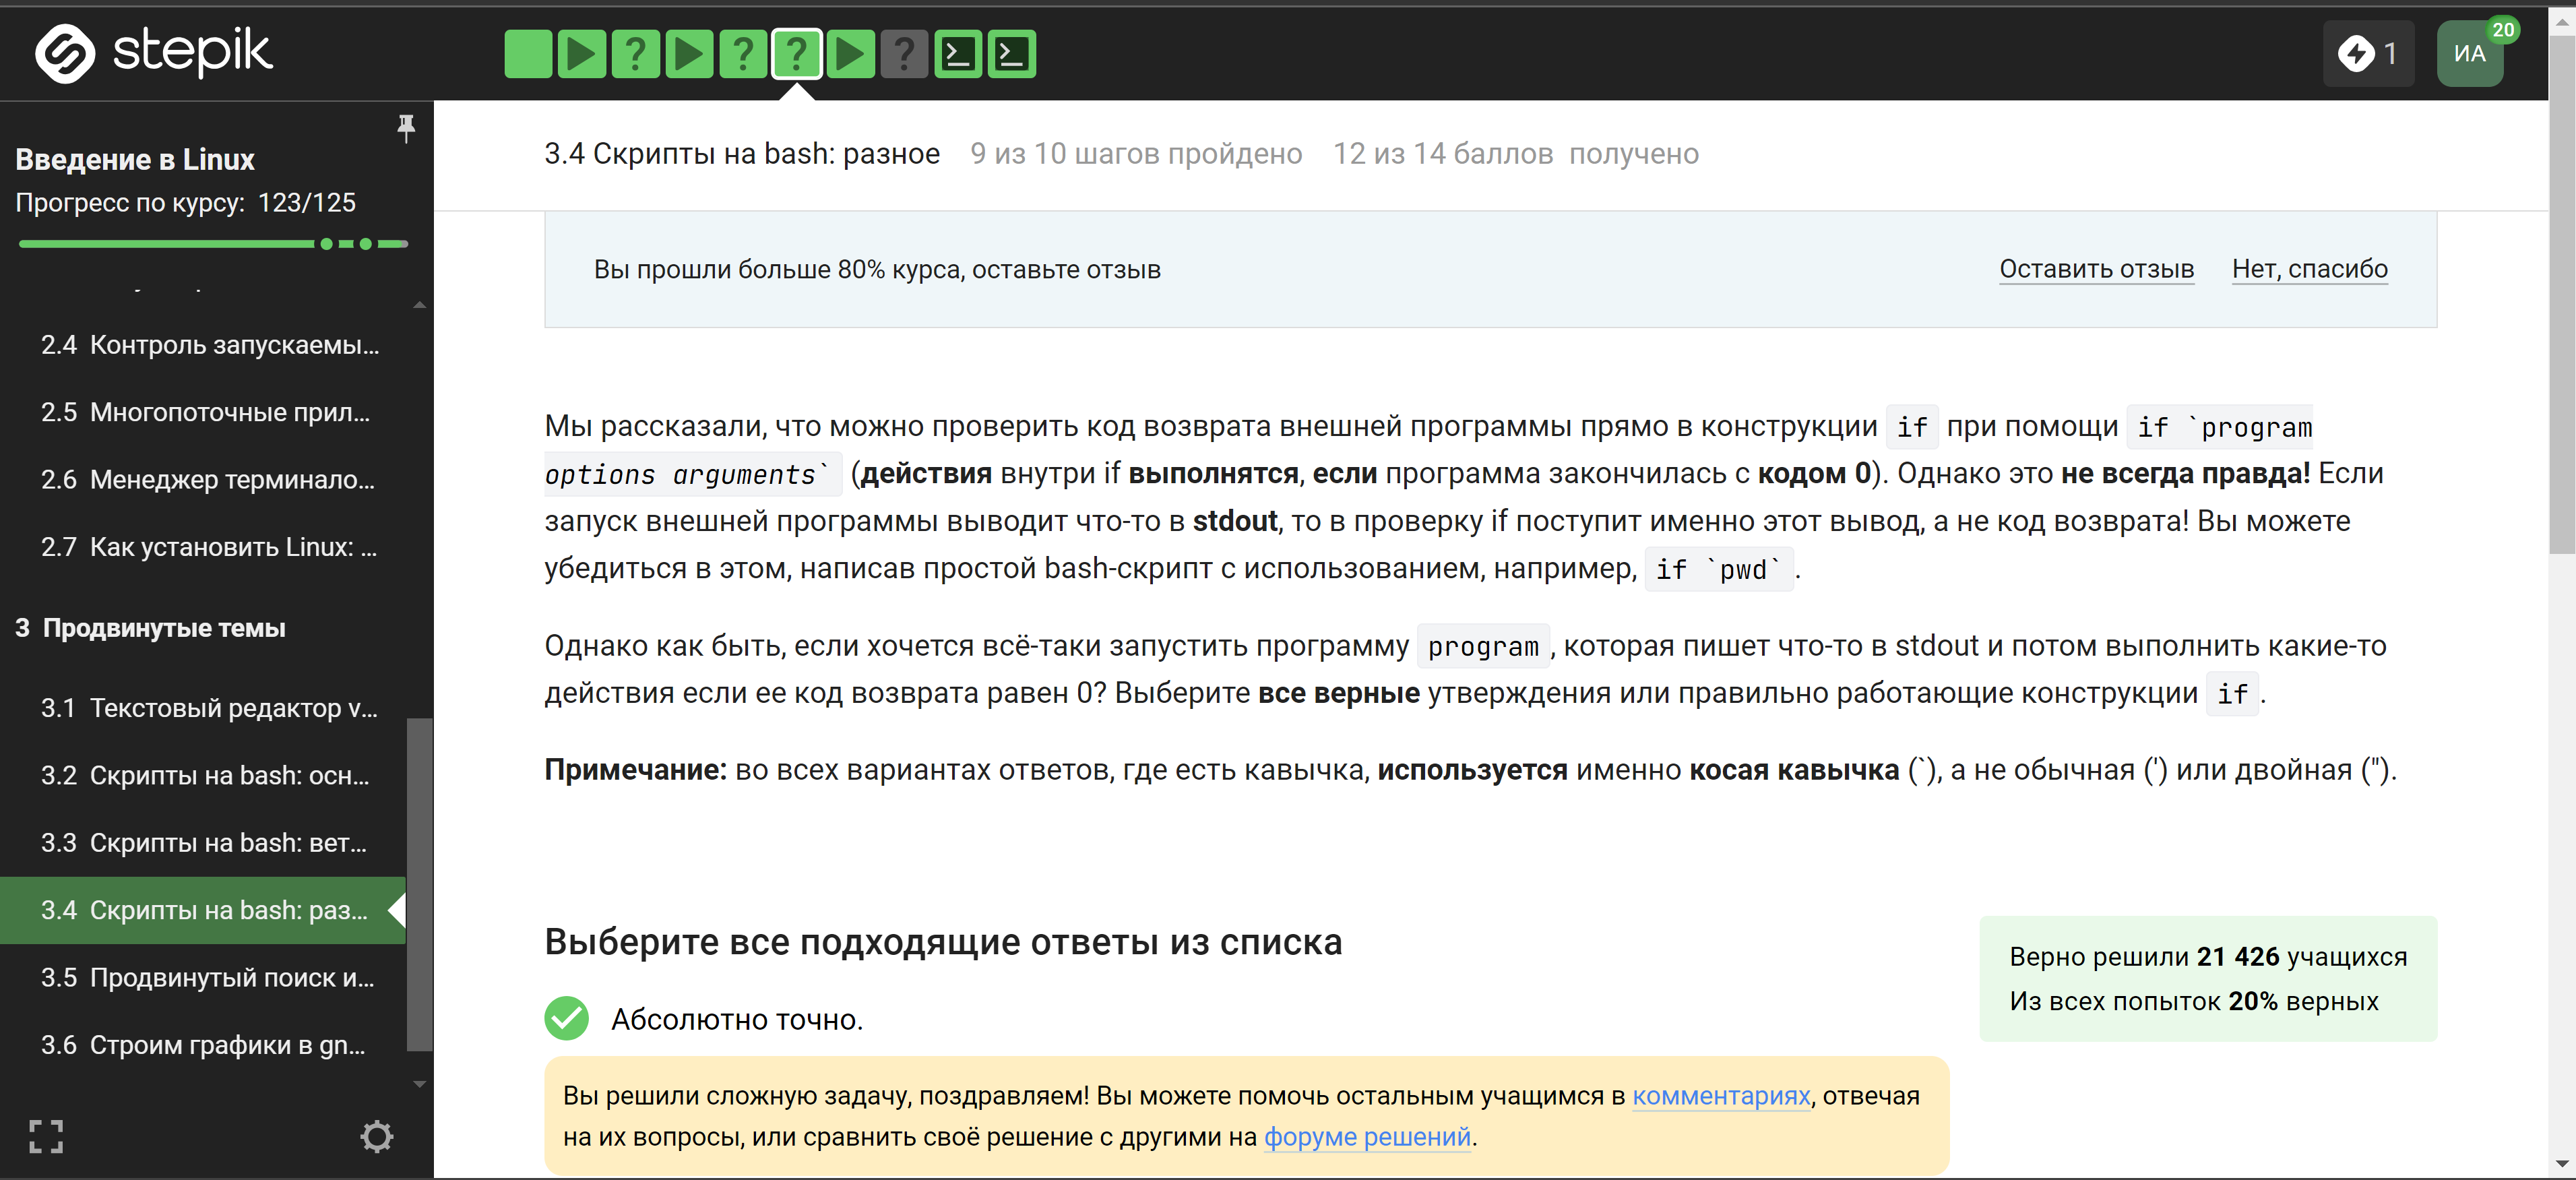 stepik
1
ИА
20
Введение в Linux
Прогресс по курсу: 123/125
2.4 Контроль запускаемы...
2.5 Многопоточные прил...
2.6 Менеджер терминало...
2.7 Как установить Linux: ...
3 Продвинутые темы
3.1 Текстовый редактор v...
3.2 Скрипты на bash: осн...
3.3 Скрипты на bash: вет...
3.4 Скрипты на bash: раз...
3.5 Продвинутый поиск и...
3.6 Строим графики в gn...
3.4 Скрипты на bash: разное 9 из 10 шагов пройдено 12 из 14 баллов получено
Вы прошли больше 80% курса, оставьте отзыв Оставить отзыв Нет, спасибо
Мы рассказали, что можно проверить код возврата внешней программы прямо в конструкции if при помощи if `program
options arguments` (действия внутри if выполнятся, если программа закончилась с кодом 0). Однако это не всегда правда! Если
запуск внешней программы выводит что-то в stdout, то в проверку if поступит именно этот вывод, а не код возврата! Вы можете
убедиться в этом, написав простой bash-скрипт с использованием, например, if `pwd`.
Однако как быть, если хочется всё-таки запустить программу program, которая пишет что-то в stdout и потом выполнить какие-то
действия если ее код возврата равен 0? Выберите все верные утверждения или правильно работающие конструкции if.
Примечание: во всех вариантах ответов, где есть кавычка, используется именно косая кавычка (`), а не обычная (') или двойная (").
Выберите все подходящие ответы из списка
Верно решили 21 426 учащихся
Из всех попыток 20% верных
Абсолютно точно.
Вы решили сложную задачу, поздравляем! Вы можете помочь остальным учащимся в комментариях, отвечая
на их вопросы, или сравнить своё решение с другими на форуме решений.